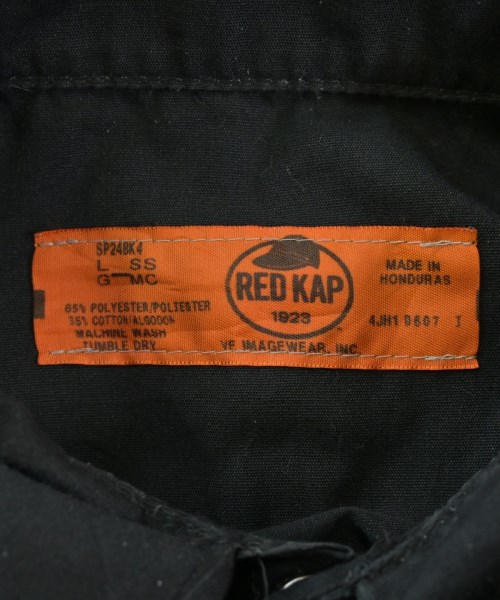 SP24BK4
L SS
G MC
65% POLYESTER/POLIESTER
35% COTTON/ALGODON
MACHINE WASH
TUMBLE DRY
RED KAP
1923
VF IMAGEWEAR, INC.
MADE IN
HONDURAS
4JH1 0607 I